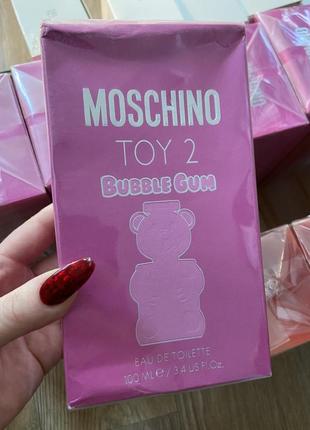 MOSCHINO
TOY 2
BUBBLE GUM
EAU DE TOILETTE
100 ML e / 3.4 US Fl.Oz.